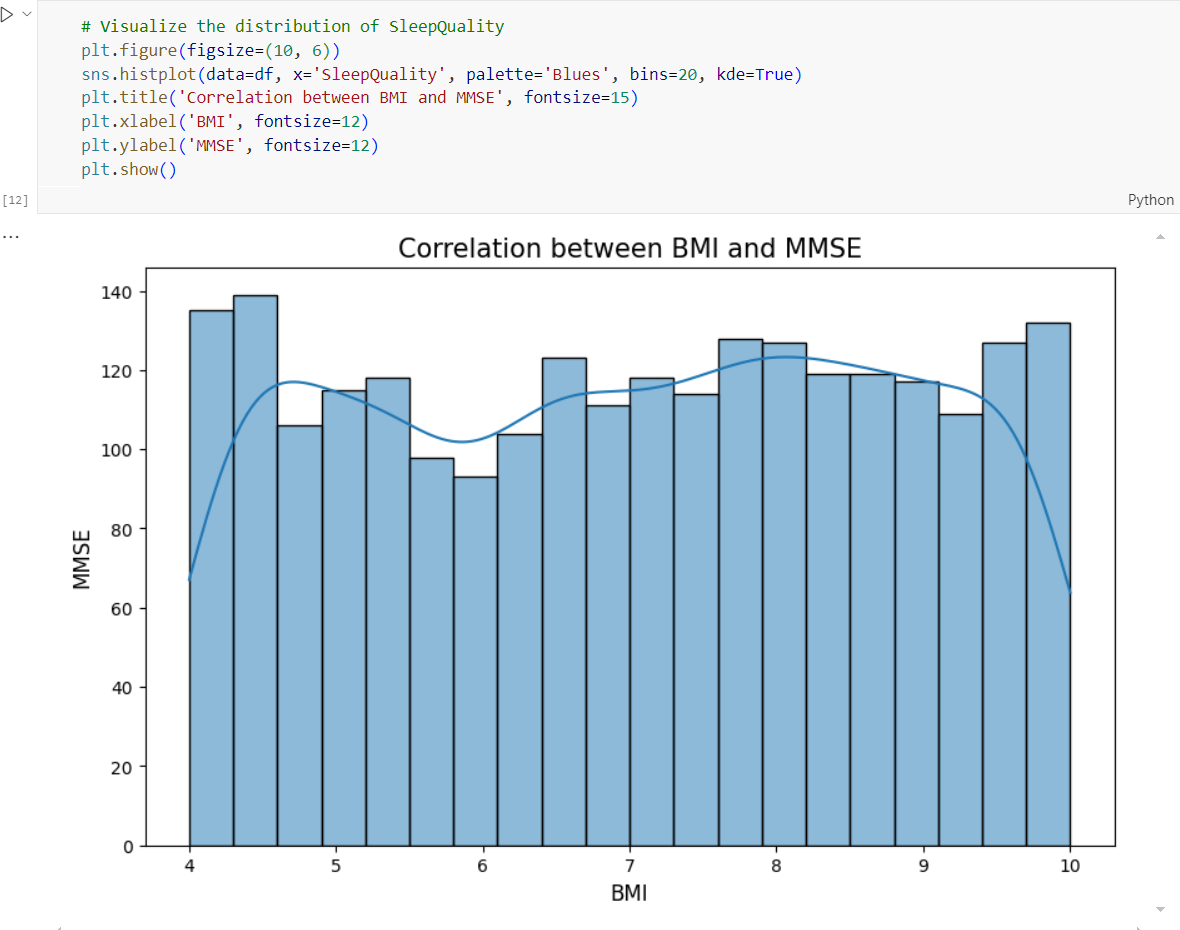 # Visualize the distribution of SleepQuality
plt.figure(figsize=(10, 6))
sns.histplot(data=df, x='SleepQuality', palette='Blues', bins=20, kde=True)
plt.title('Correlation between BMI and MMSE', fontsize=15)
plt.xlabel('BMI', fontsize=12)
plt.ylabel('MMSE', fontsize=12)
plt.show()
[12]
Python
...
Correlation between BMI and MMSE
140
120
100
80
60
40
20
0
MMSE
4 5 6 7 8 9 10
BMI